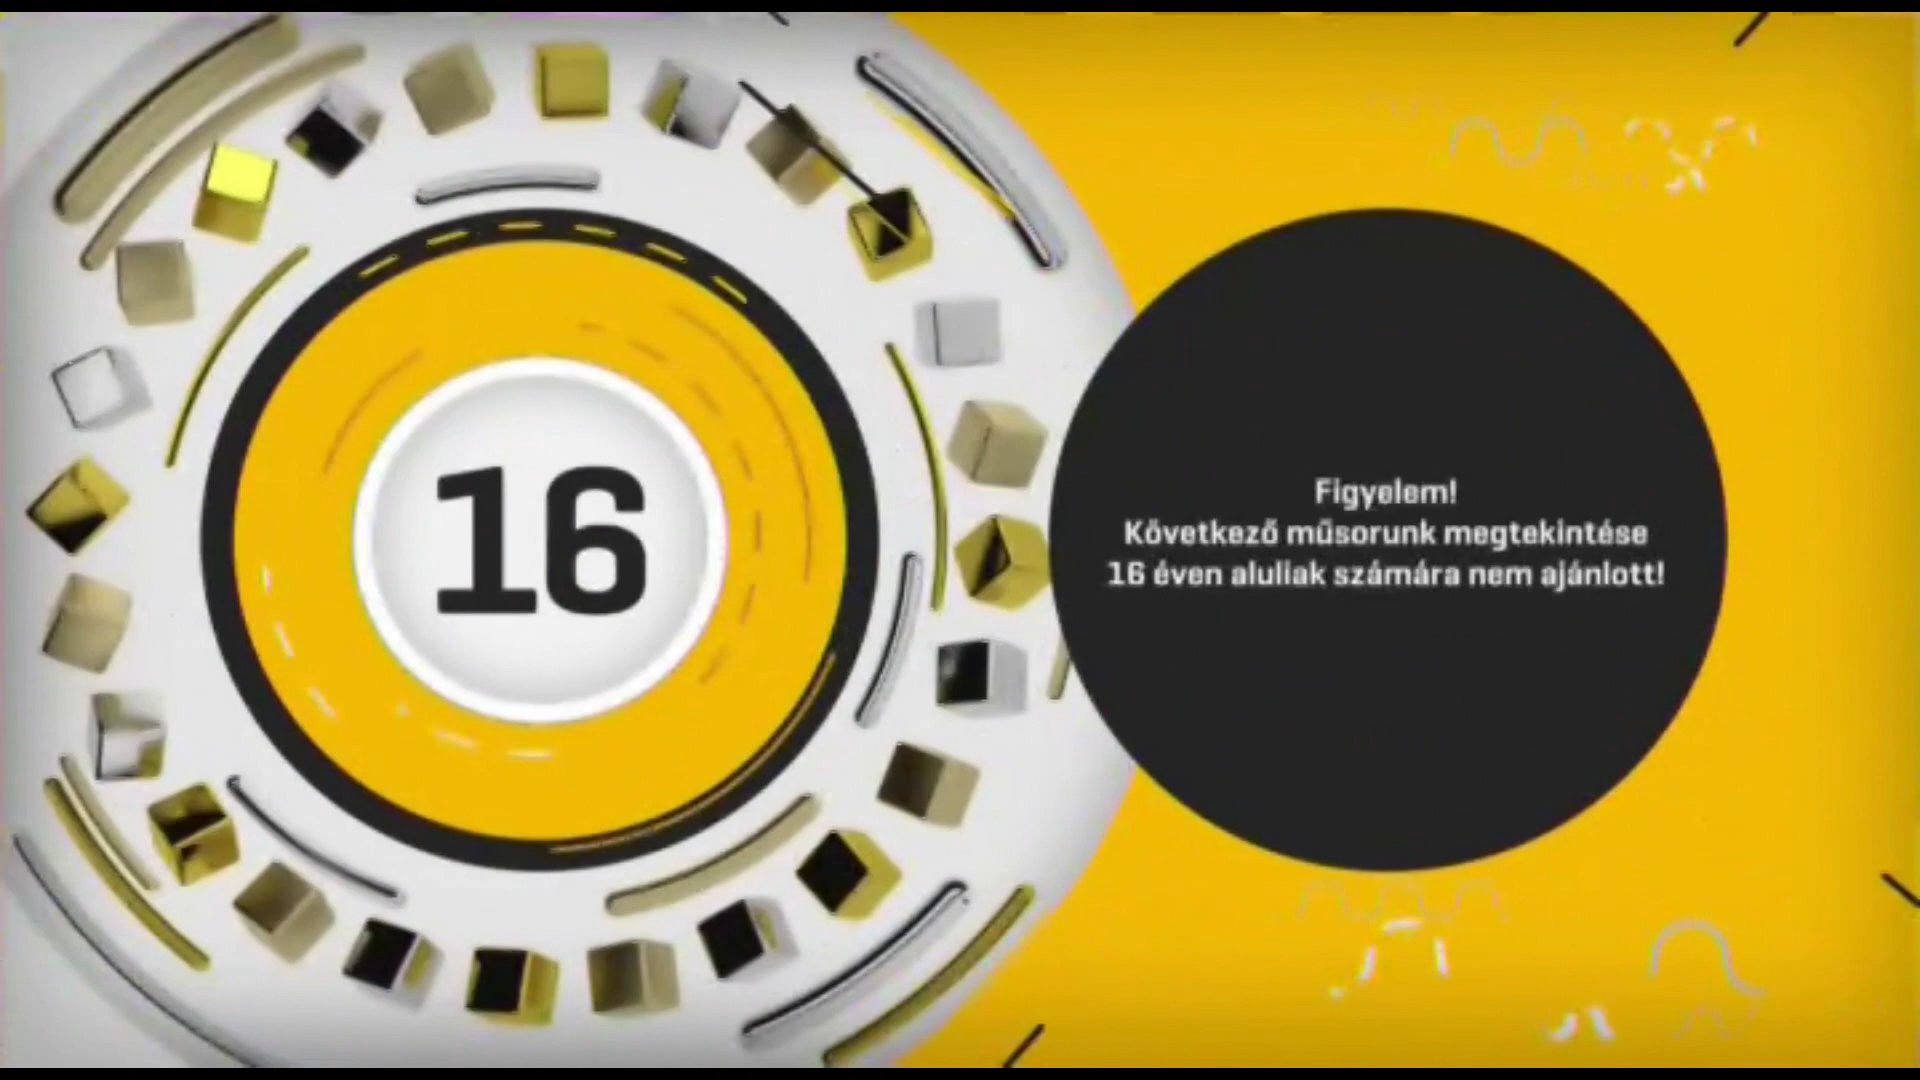 16
Figyelem!
Következő műsorunk megtekintése
16 éven aluliak számára nem ajánlott!